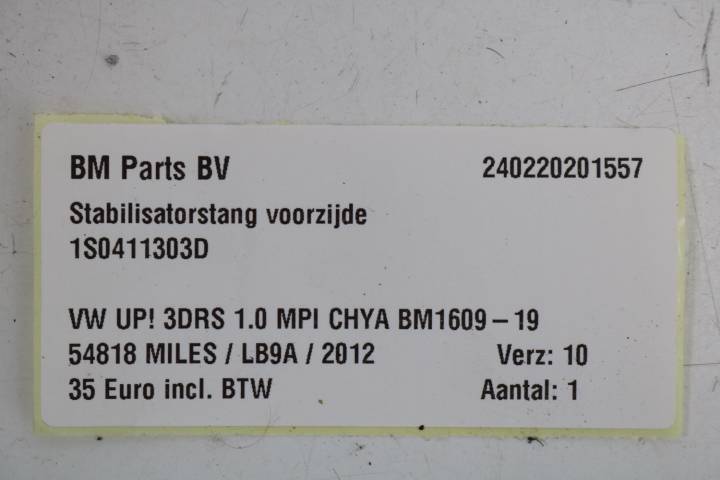 BM Parts BV 240220201557
Stabilisatorstang voorzijde
1S0411303D
VW UP! 3DRS 1.0 MPI CHYA BM1609 – 19
54818 MILES / LB9A / 2012 Verz: 10
35 Euro incl. BTW Aantal: 1